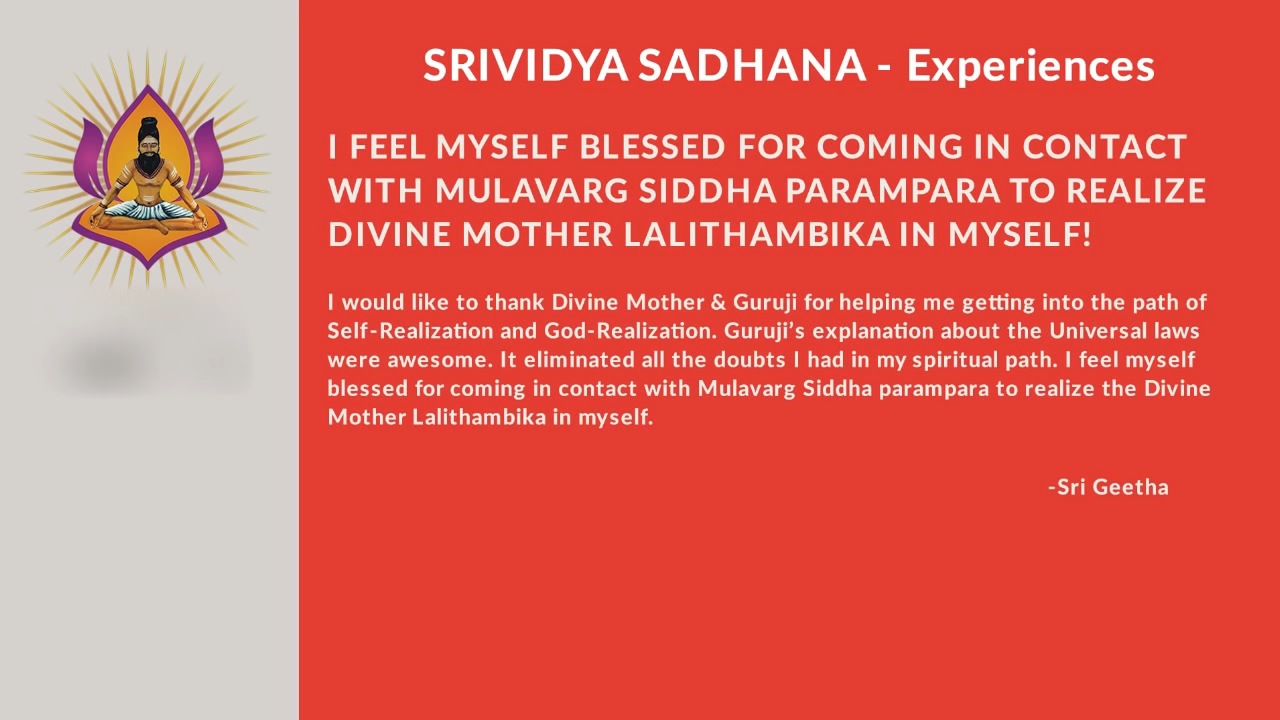 SRIVIDYA SADHANA - Experiences
I FEEL MYSELF BLESSED FOR COMING IN CONTACT
WITH MULAVARG SIDDHA PARAMPARA TO REALIZE
DIVINE MOTHER LALITHAMBIKA IN MYSELF!
I would like to thank Divine Mother & Guruji for helping me getting into the path of
Self-Realization and God-Realization. Guruji’s explanation about the Universal laws
were awesome. It eliminated all the doubts I had in my spiritual path. I feel myself
blessed for coming in contact with Mulavarg Siddha parampara to realize the Divine
Mother Lalithambika in myself.
-Sri Geetha